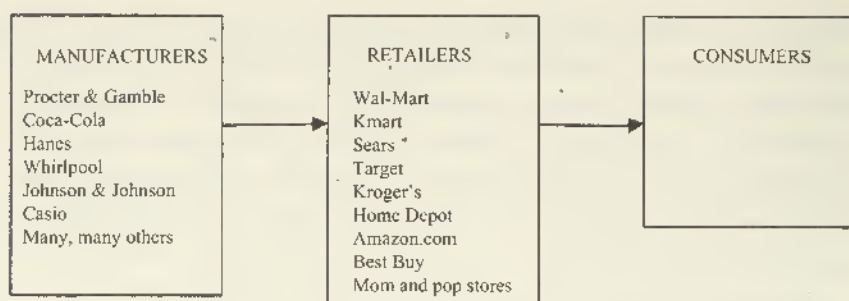 MANUFACTURERS
Procter & Gamble
Coca-Cola
Hanes
Whirlpool
Johnson & Johnson
Casio
Many, many others
RETAILERS
Wal-Mart
Kmart
Sears
Target
Kroger's
Home Depot
Amazon.com
Best Buy
Mom and pop stores
CONSUMERS